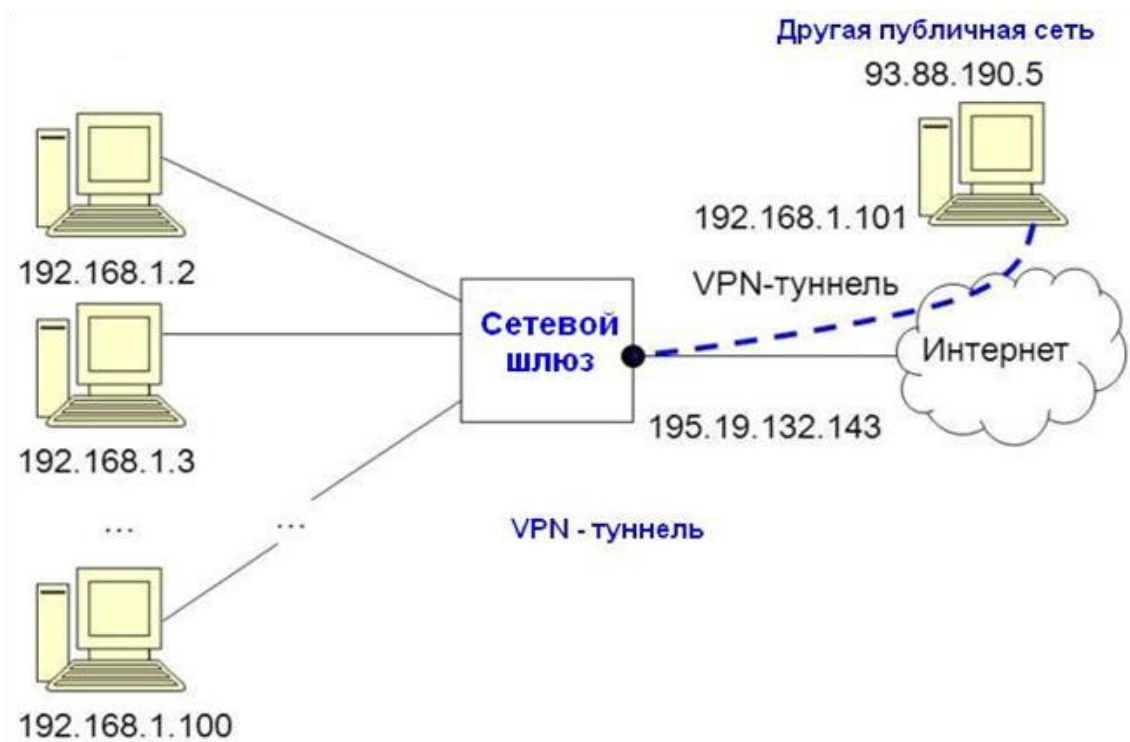 Другая публичная сеть
93.88.190.5
192.168.1.101
192.168.1.2
VPN-туннель
Сетевой
шлюз
Интернет
195.19.132.143
192.168.1.3
...
...
VPN - туннель
192.168.1.100